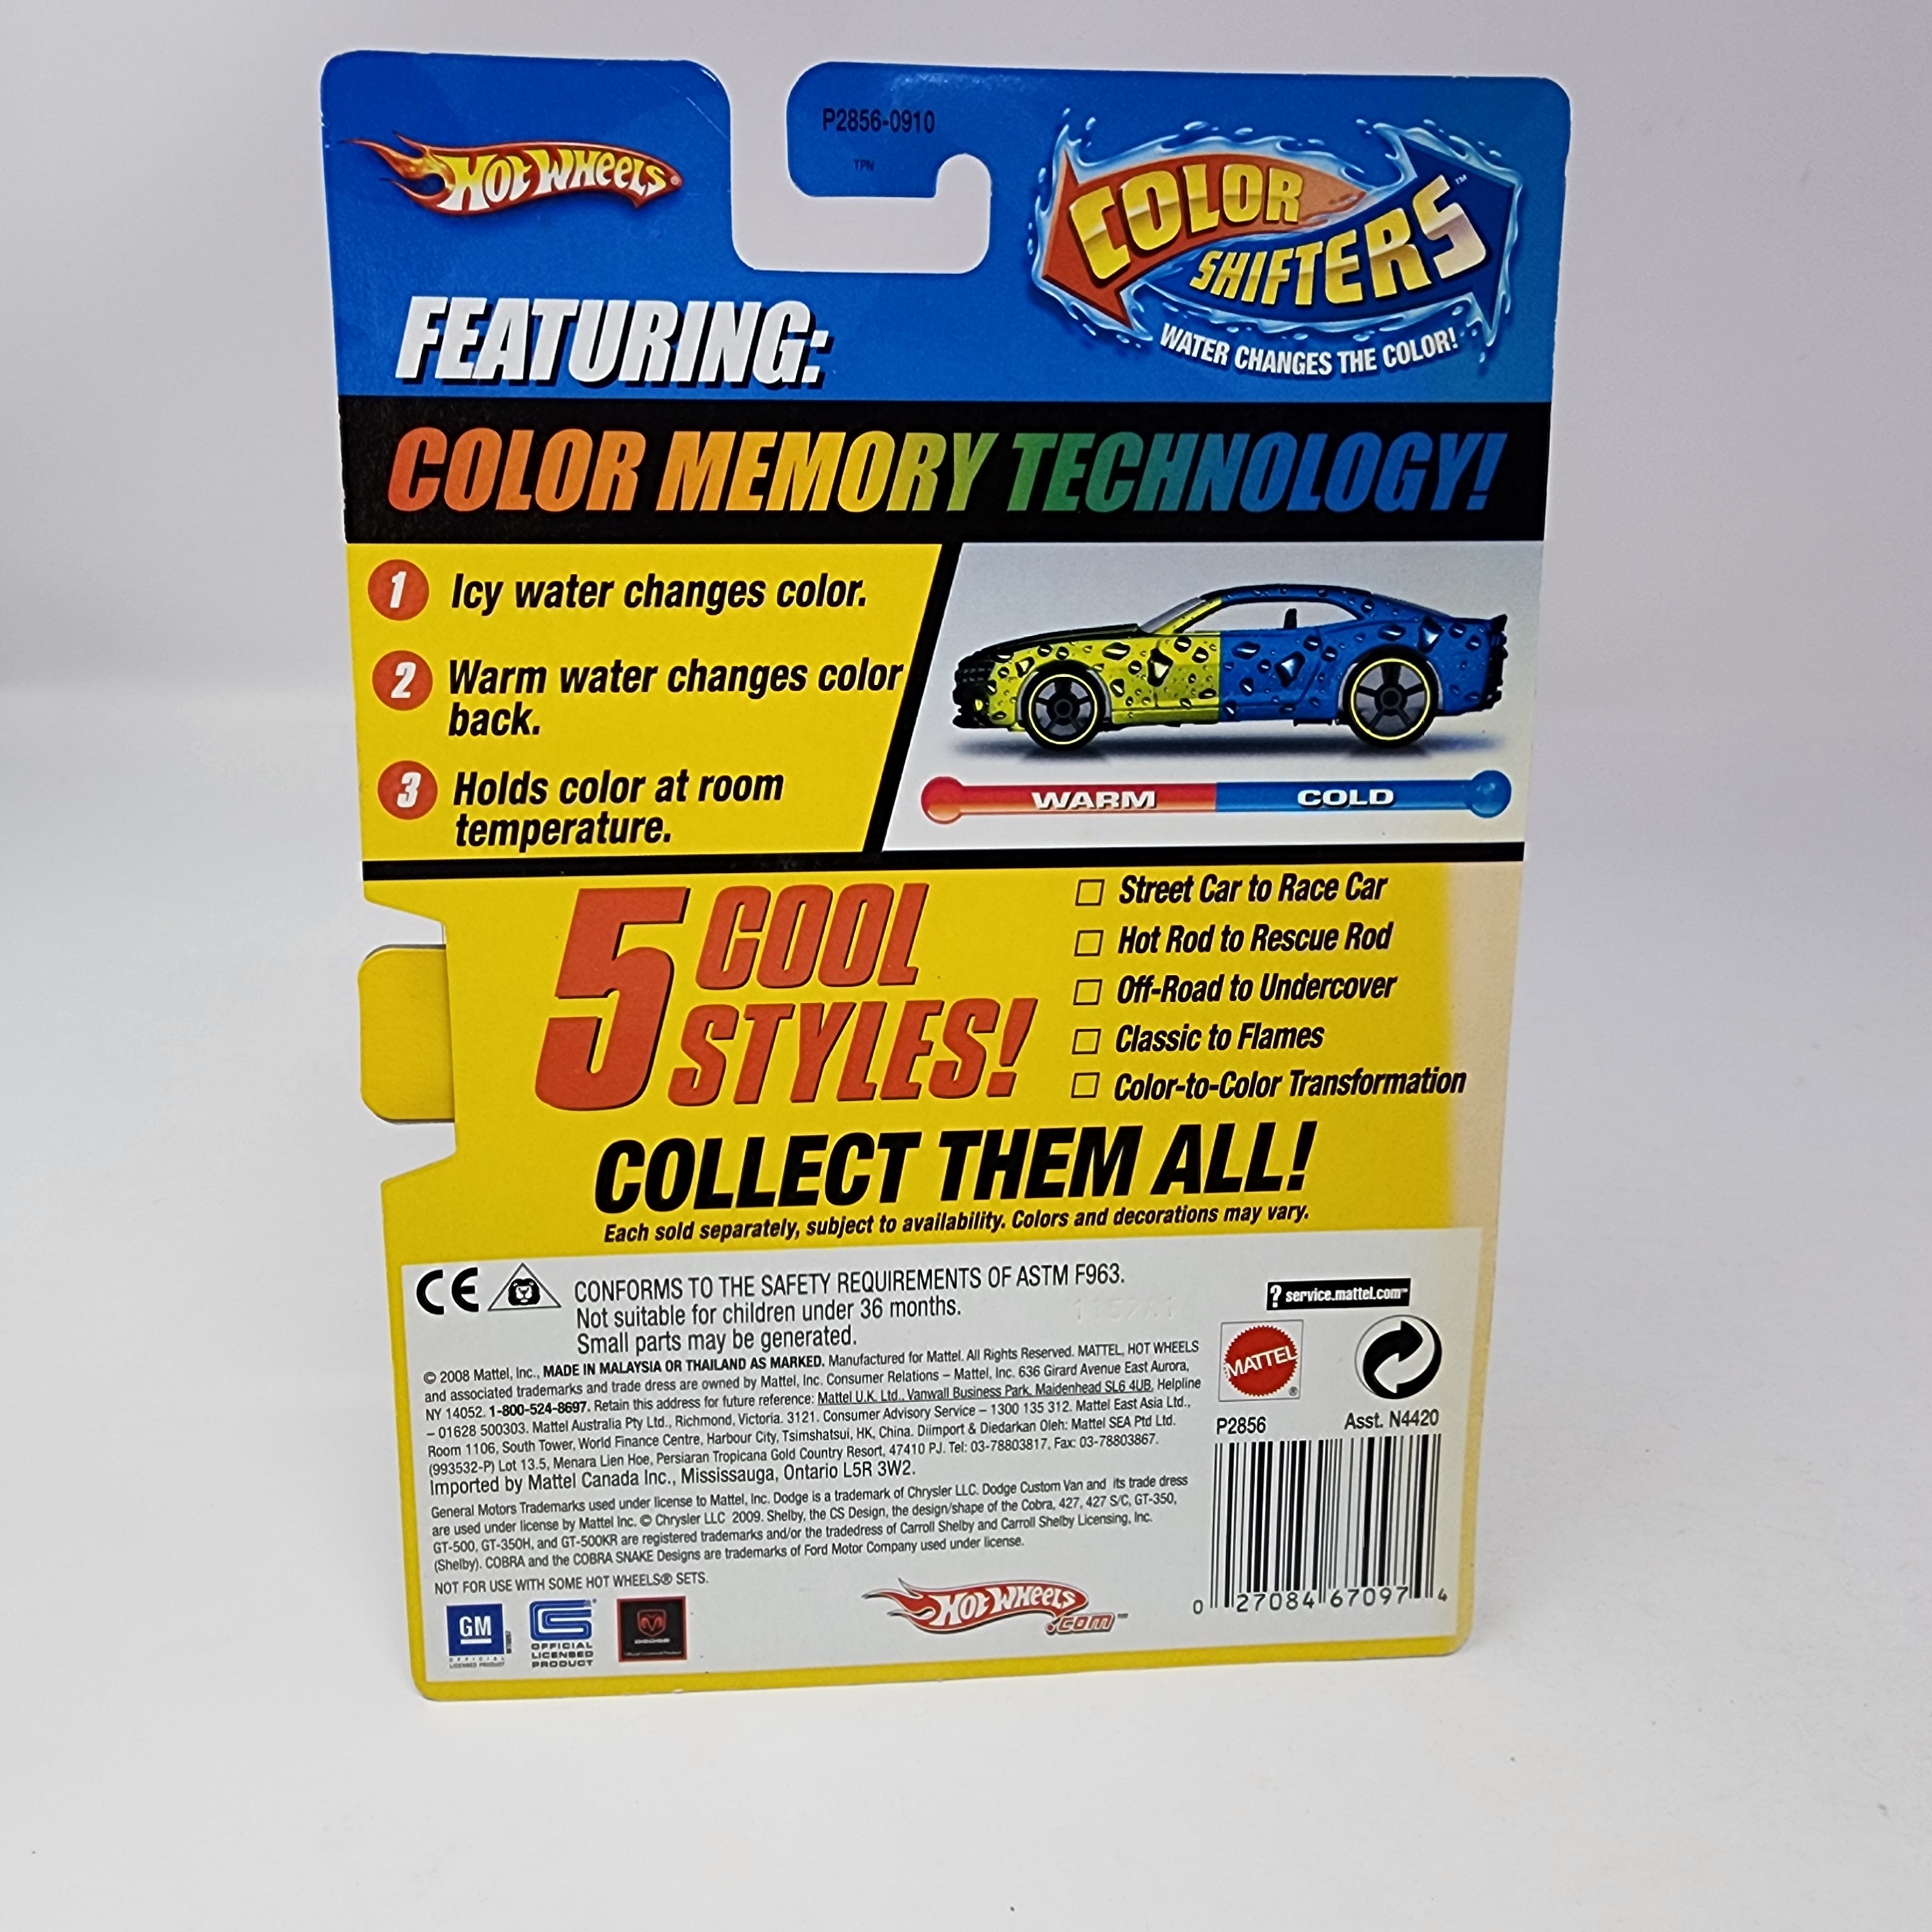 P2856-0910
TPN
HOT WHEELS®
COLOR
SHIFTERS™
WATER CHANGES THE COLOR!
FEATURING:
COLOR MEMORY TECHNOLOGY!
1 Icy water changes color.
2 Warm water changes color
back.
3 Holds color at room
temperature.
WARM COLD
5 COOL
STYLES!
Street Car to Race Car
Hot Rod to Rescue Rod
Off-Road to Undercover
Classic to Flames
Color-to-Color Transformation
COLLECT THEM ALL!
Each sold separately, subject to availability. Colors and decorations may vary.
CE
CONFORMS TO THE SAFETY REQUIREMENTS OF ASTM F963.
Not suitable for children under 36 months.
Small parts may be generated.
? service.mattel.com™
© 2008 Mattel, Inc., MADE IN MALAYSIA OR THAILAND AS MARKED. Manufactured for Mattel. All Rights Reserved. MATTEL, HOT WHEELS
and associated trademarks and trade dress are owned by Mattel, Inc. Consumer Relations – Mattel, Inc. 636 Girard Avenue East Aurora,
NY 14052. 1-800-524-8697. Retain this address for future reference: Mattel U.K. Ltd., Vanwall Business Park, Maidenhead SL6 4UB. Helpline
– 01628 500303. Mattel Australia Pty Ltd., Richmond, Victoria. 3121. Consumer Advisory Service – 1300 135 312. Mattel East Asia Ltd.,
Room 1106, South Tower, World Finance Centre, Harbour City, Tsimshatsui, HK, China. Diimport & Diedarkan Oleh: Mattel SEA Ptd Ltd.
(993532-P) Lot 13.5, Menara Lien Hoe, Persiaran Tropicana Gold Country Resort, 47410 PJ. Tel: 03-78803817, Fax: 03-78803867.
Imported by Mattel Canada Inc., Mississauga, Ontario L5R 3W2.
General Motors Trademarks used under license to Mattel, Inc. Dodge is a trademark of Chrysler LLC. Dodge Custom Van and its trade dress
are used under license by Mattel Inc. © Chrysler LLC 2009. Shelby, the CS Design, the design/shape of the Cobra, 427, 427 S/C, GT-350,
GT-500, GT-350H, and GT-500KR are registered trademarks and/or the tradedress of Carroll Shelby and Carroll Shelby Licensing, Inc.
(Shelby). COBRA and the COBRA SNAKE Designs are trademarks of Ford Motor Company used under license.
NOT FOR USE WITH SOME HOT WHEELS® SETS.
MATTEL®
P2856 Asst. N4420
0 27084 67097 4
GM
OFFICIAL
LICENSED PRODUCT
CS
OFFICIAL
LICENSED
PRODUCT
DODGE
HOT WHEELS
.COM™